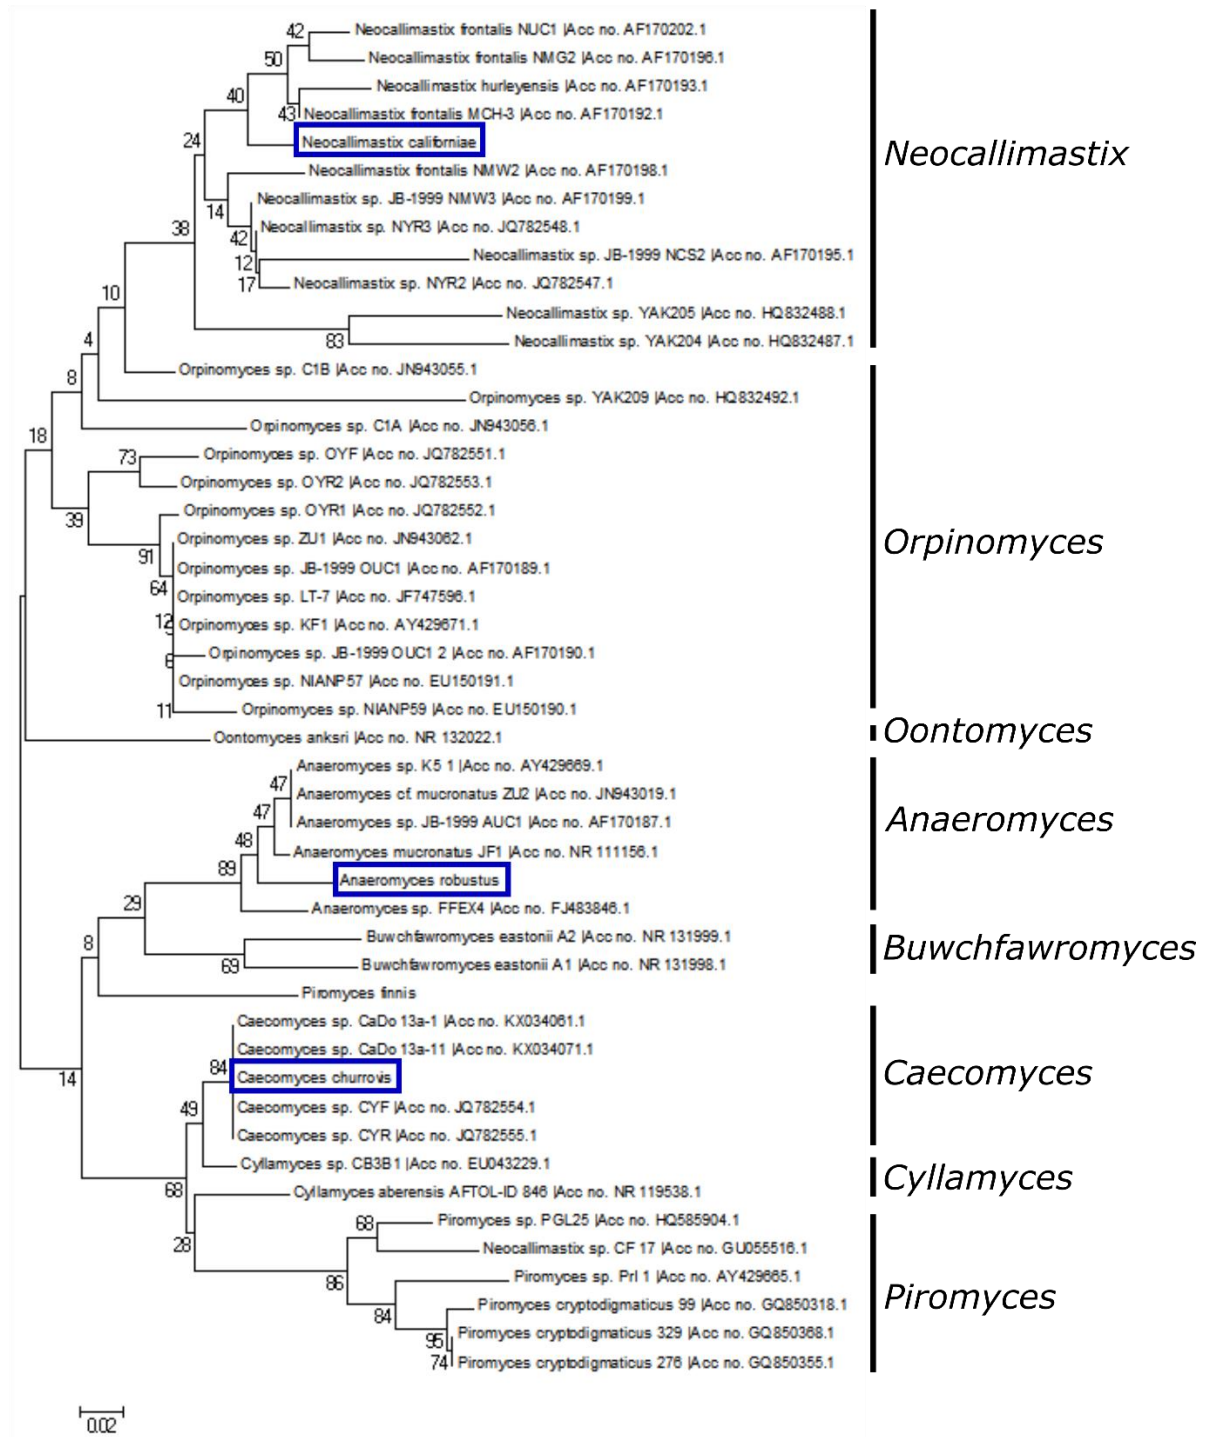 42
Neocallimastix frontalis NUC1 |Acc no. AF170202.1
Neocallimastix frontalis NMG2 |Acc no. AF170196.1
50
Neocallimastix hurleyensis |Acc no. AF170193.1
40
43
Neocallimastix frontalis MCH-3 |Acc no. AF170192.1
24
Neocallimastix californiae
Neocallimastix
Neocallimastix frontalis NMW2 |Acc no. AF170198.1
14
Neocallimastix sp. JB-1999 NMW3 |Acc no. AF170199.1
38
Neocallimastix sp. NYR3 |Acc no. JQ782548.1
42
Neocallimastix sp. JB-1999 NCS2 |Acc no. AF170195.1
12
17
Neocallimastix sp. NYR2 |Acc no. JQ782547.1
10
Neocallimastix sp. YAK205 |Acc no. HQ832488.1
4
83
Neocallimastix sp. YAK204 |Acc no. HQ832487.1
8
Orpinomyces sp. C1B |Acc no. JN943055.1
Orpinomyces sp. YAK209 |Acc no. HQ832492.1
18
Orpinomyces sp. C1A |Acc no. JN943056.1
73
Orpinomyces sp. OYF |Acc no. JQ782551.1
Orpinomyces sp. OYR2 |Acc no. JQ782553.1
39
Orpinomyces sp. OYR1 |Acc no. JQ782552.1
Orpinomyces sp. ZU1 |Acc no. JN943062.1
Orpinomyces
91
Orpinomyces sp. JB-1999 OUC1 |Acc no. AF170189.1
64
Orpinomyces sp. LT-7 |Acc no. JF747596.1
12
Orpinomyces sp. KF1 |Acc no. AY429671.1
Orpinomyces sp. JB-1999 OUC1 2 |Acc no. AF170190.1
Orpinomyces sp. NIANP57 |Acc no. EU150191.1
11
Orpinomyces sp. NIANP59 |Acc no. EU150190.1
Oontomyces anksri |Acc no. NR 132022.1
Oontomyces
Anaeromyces sp. K5 1 |Acc no. AY429669.1
47
Anaeromyces cf. mucronatus ZU2 |Acc no. JN943019.1
47
Anaeromyces sp. JB-1999 AUC1 |Acc no. AF170187.1
Anaeromyces
48
Anaeromyces mucronatus JF1 |Acc no. NR 111156.1
89
Anaeromyces robustus
29
Anaeromyces sp. FFEX4 |Acc no. FJ483846.1
8
Buwchfawromyces eastonii A2 |Acc no. NR 131999.1
Buwchfawromyces
69
Buwchfawromyces eastonii A1 |Acc no. NR 131998.1
Piromyces finnis
Caecomyces sp. CaDo 13a-1 |Acc no. KX034061.1
Caecomyces sp. CaDo 13a-11 |Acc no. KX034071.1
14
84
Caecomyces churrovis
Caecomyces
49
Caecomyces sp. CYF |Acc no. JQ782554.1
Caecomyces sp. CYR |Acc no. JQ782555.1
Cyllamyces sp. CB3B1 |Acc no. EU043229.1
Cyllamyces
68
Cyllamyces aberensis AFTOL-ID 846 |Acc no. NR 119538.1
68
Piromyces sp. PGL25 |Acc no. HQ585904.1
28
Neocallimastix sp. CF 17 |Acc no. GU055516.1
86
Piromyces sp. Prl 1 |Acc no. AY429665.1
Piromyces
84
Piromyces cryptodigmaticus 99 |Acc no. GQ850318.1
95
Piromyces cryptodigmaticus 329 |Acc no. GQ850368.1
74
Piromyces cryptodigmaticus 276 |Acc no. GQ850355.1
0.02